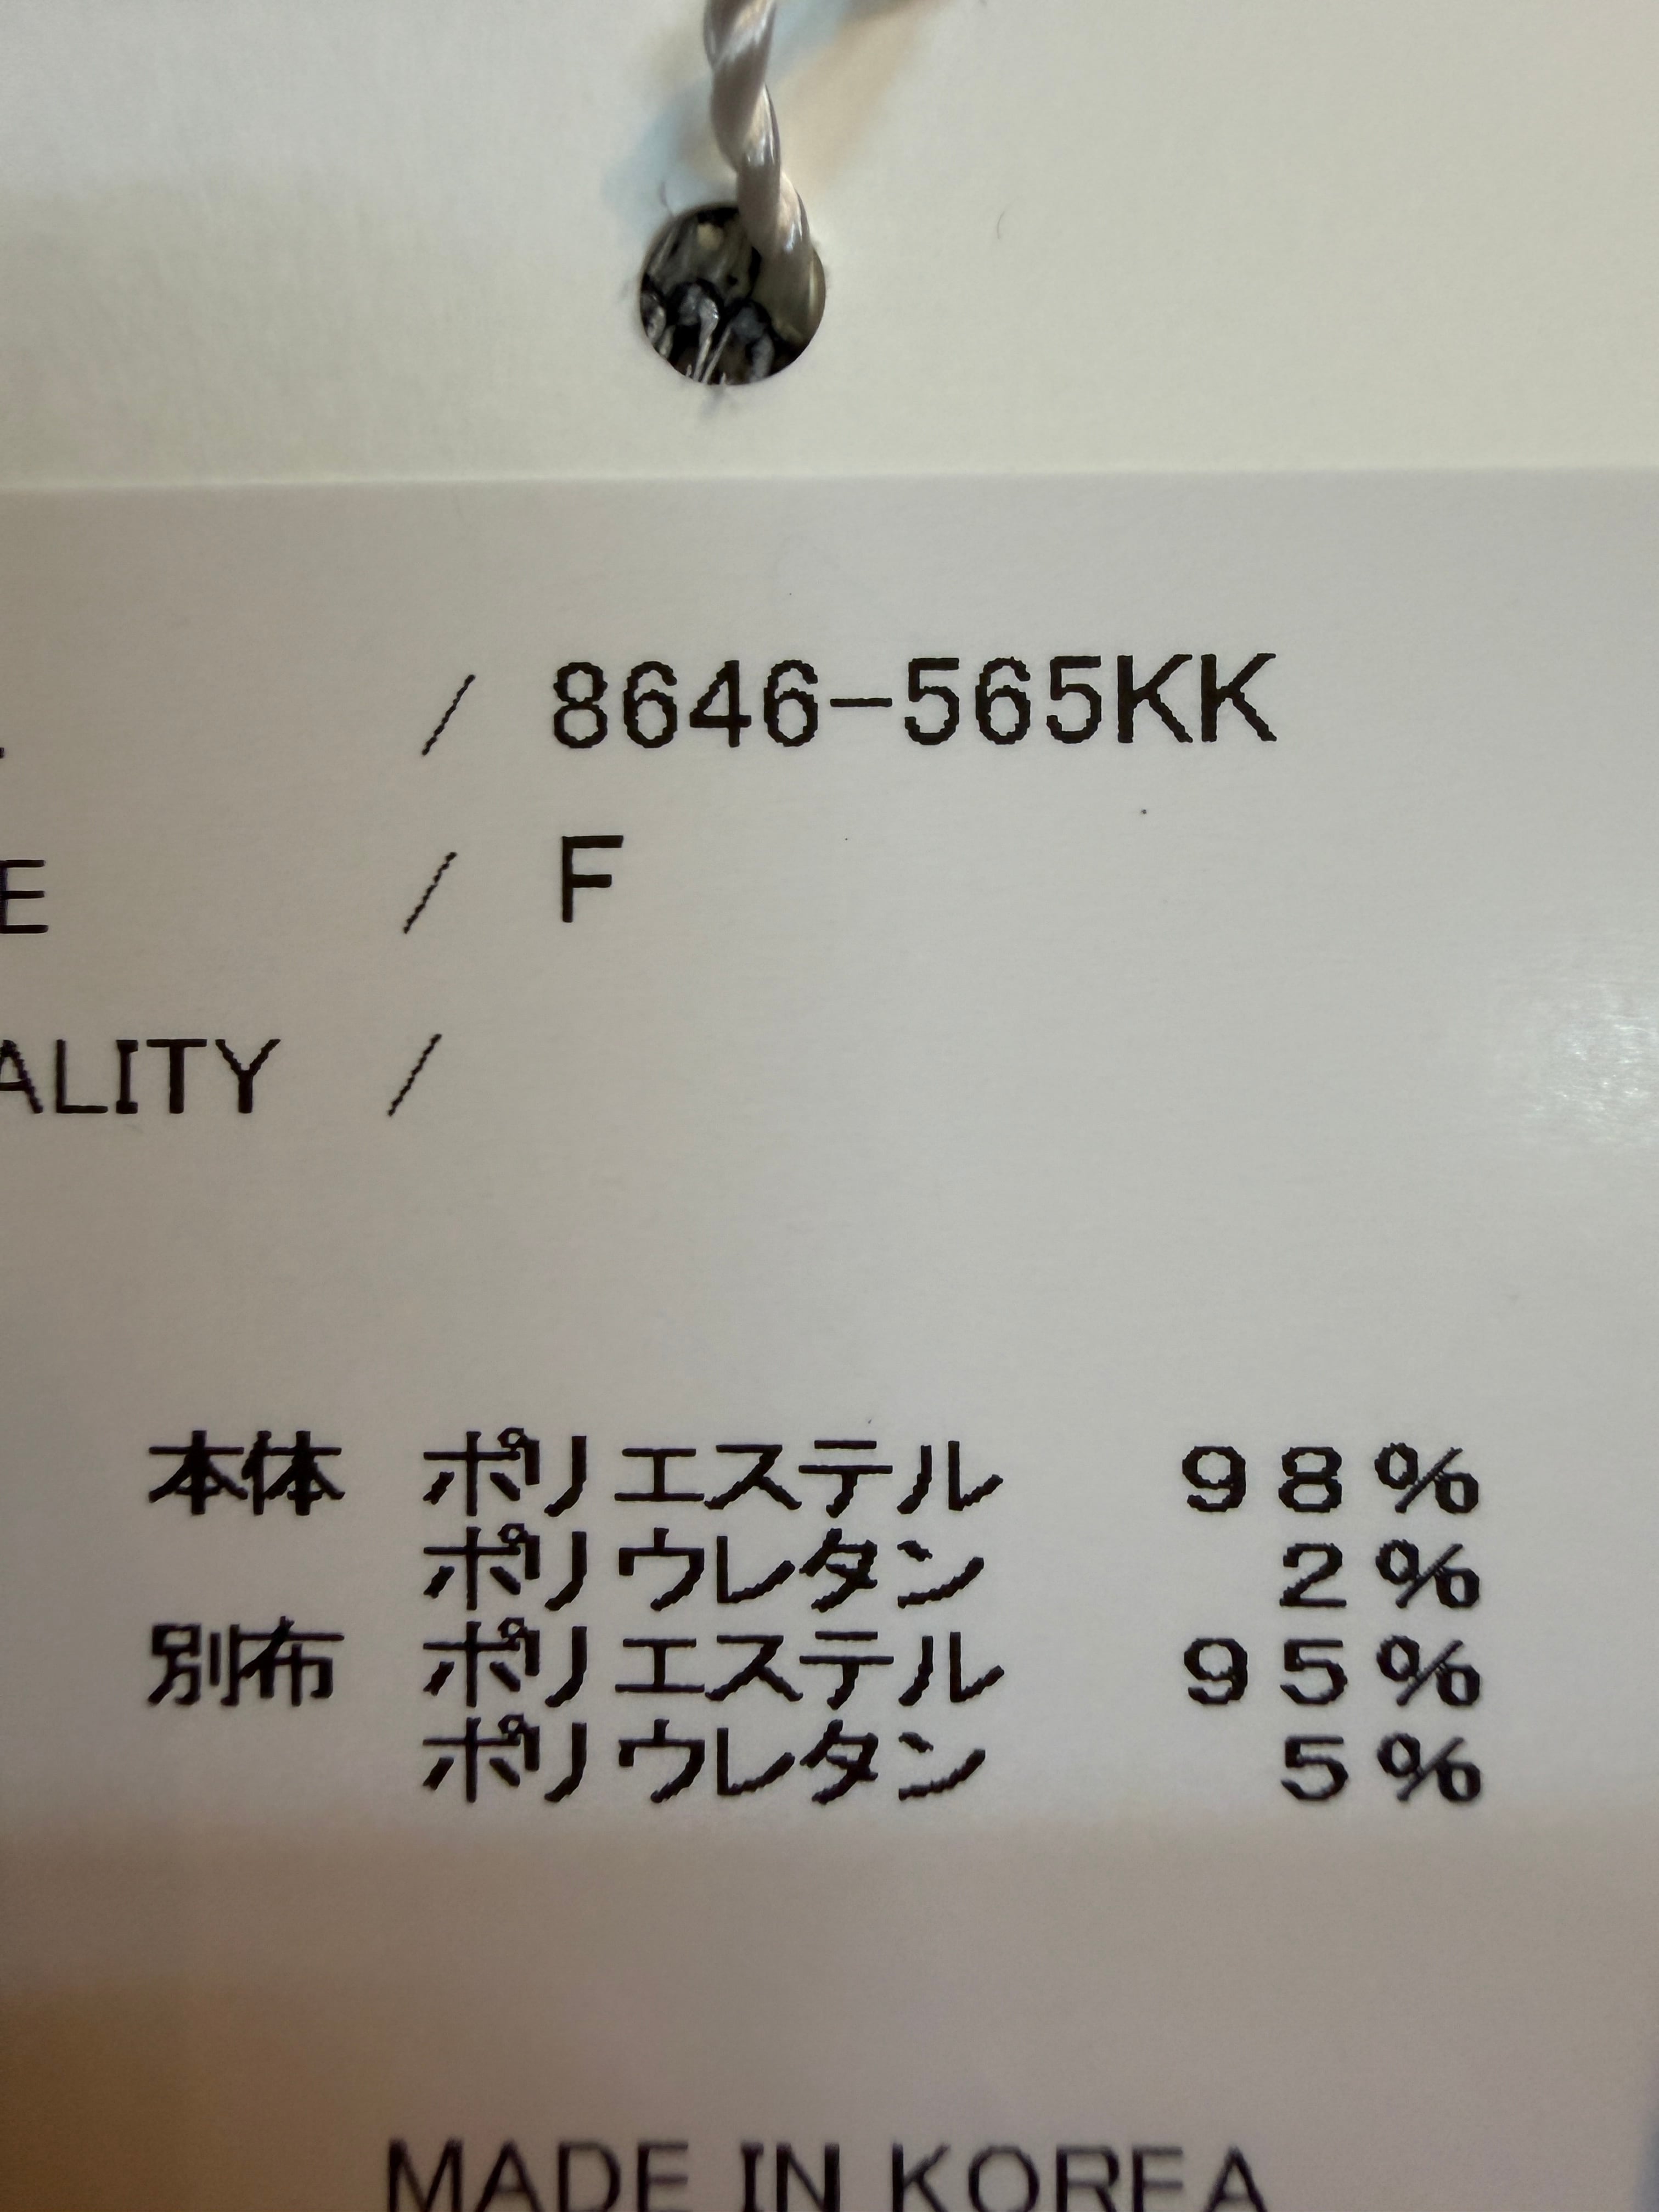 / 8646-565KK
E / F
ALITY /
本体 ポリエステル 98%
ポリウレタン 2%
別布 ポリエステル 95%
ポリウレタン 5%
MADE IN KOREA